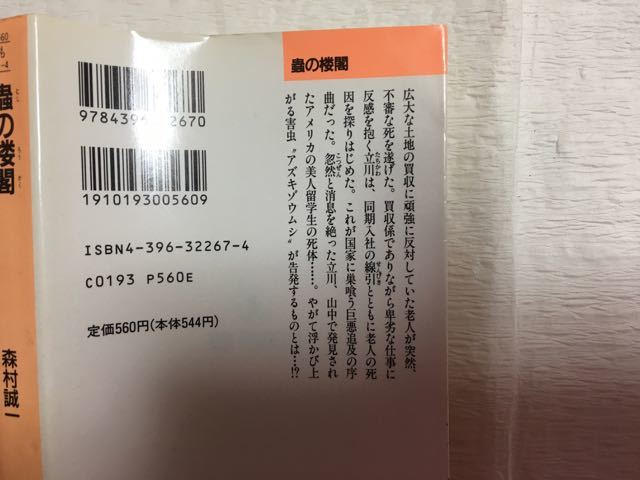 蟲の楼閣
広大な土地の買収に頑強に反対していた老人が突然、
不審な死を遂げた。買収係でありながら卑劣な仕事に
反感を抱く立川は、同期入社の線引とともに老人の死
因を探りはじめた。これが国家に巣喰う巨悪追及の序
曲だった。忽然と消息を絶った立川、山中で発見され
たアメリカの美人留学生の死体……。やがて浮かび上
がる害虫〝アズキゾウムシ〟が告発するものとは…!?
1910193005609
ISBN4-396-32267-4
C0193 P560E
定価560円(本体544円)
蟲の楼閣
森村誠一